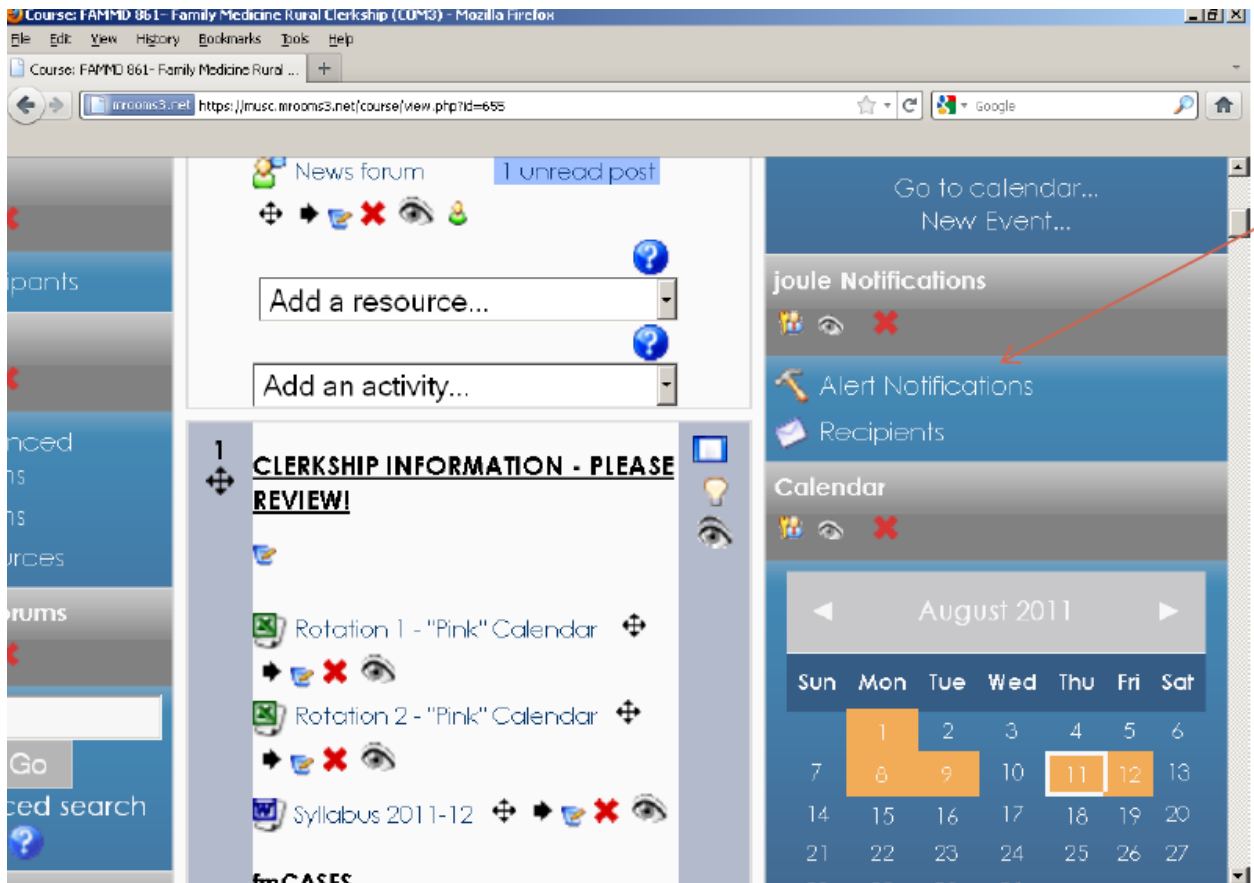 Course: FAMMD 861- Family Medicine Rural Clerkship (COM3) - Mozilla Firefox
File Edit View History Bookmarks Tools Help
Course: FAMMD 861- Family Medicine Rural ... +
mrooms3.net https://musc.mrooms3.net/course/view.php?id=655 Google
ipants
nced
ns
ns
urces
orums
Go
ced search
?
News forum 1 unread post
?
Add a resource...
?
Add an activity...
1
CLERKSHIP INFORMATION - PLEASE
REVIEW!
Rotation 1 - "Pink" Calendar
Rotation 2 - "Pink" Calendar
Syllabus 2011-12
fmCASES
Go to calendar...
New Event...
joule Notifications
Alert Notifications
Recipients
Calendar
August 2011
Sun Mon Tue Wed Thu Fri Sat
1 2 3 4 5 6
7 8 9 10 11 12 13
14 15 16 17 18 19 20
21 22 23 24 25 26 27